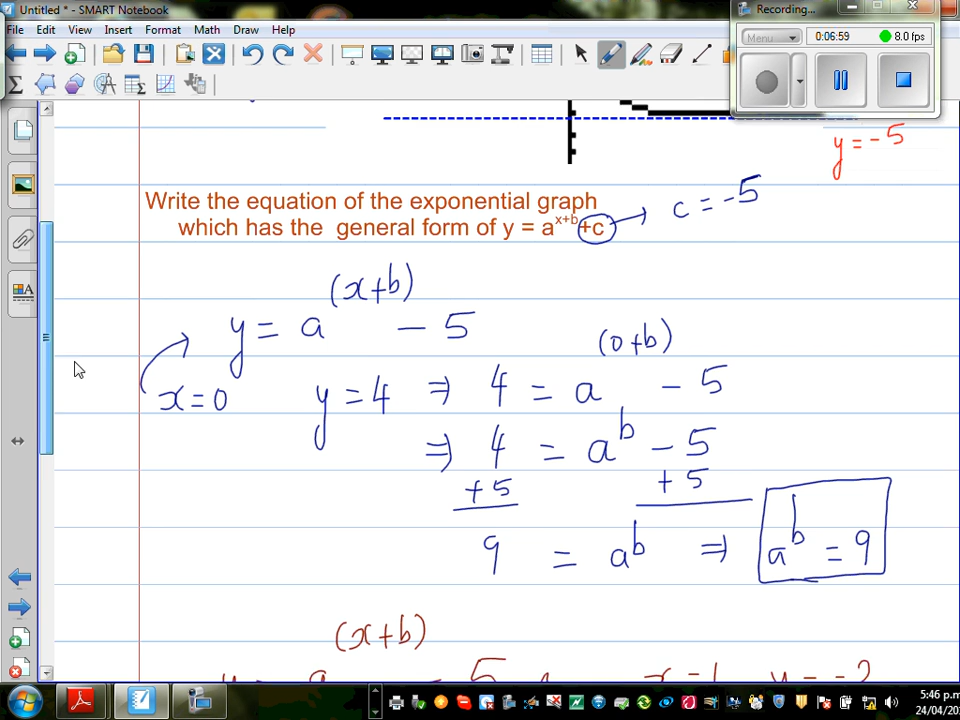 Untitled * - SMART Notebook
Recording...
File Edit View Insert Format Math Draw Help
Menu
0:06:59
8.0 fps
y = -5
Write the equation of the exponential graph
which has the general form of y = a^(x+b) +c → c = -5
y = a^(x+b) - 5
x = 0 y = 4 ⇒ 4 = a^(0+b) - 5
⇒ 4 = a^b - 5
+5 +5
9 = a^b ⇒ a^b = 9
(x+b)
5:46 p.m
24/04/20